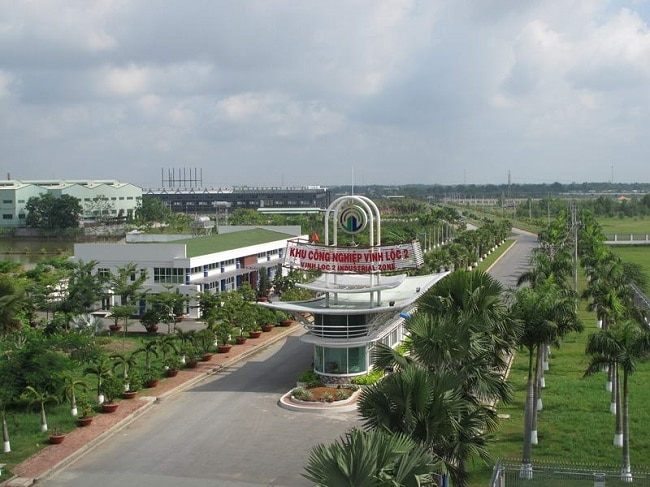 KHU CÔNG NGHIỆP VĨNH LỘC 2
VINH LOC 2 INDUSTRIAL ZONE